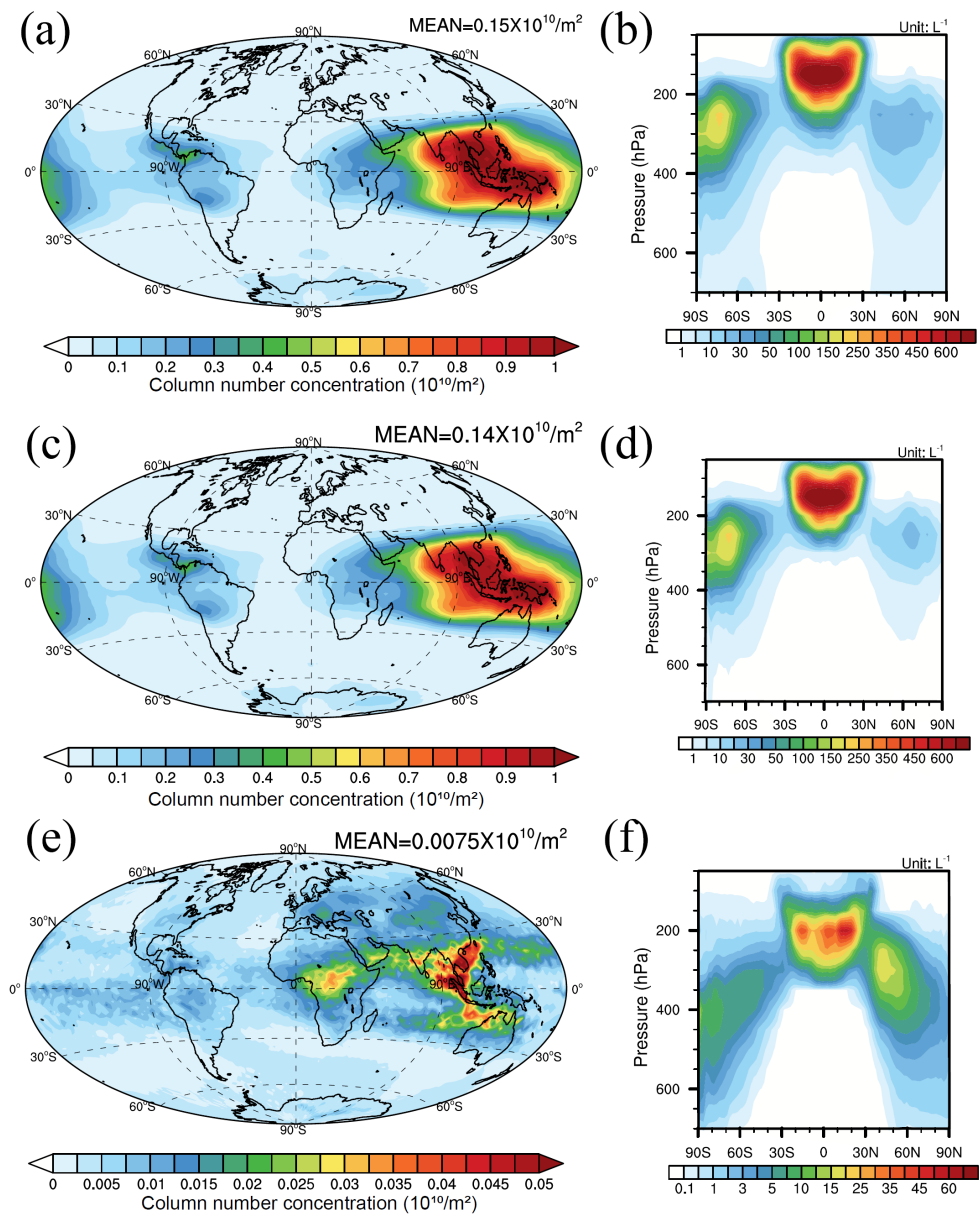 (a)
MEAN=0.15X10¹⁰/m²
90°N
60°N
60°N
30°N
30°N
0°
90°W
90°E
0°
30°S
30°S
60°S
60°S
90°S
0 0.1 0.2 0.3 0.4 0.5 0.6 0.7 0.8 0.9 1
Column number concentration (10¹⁰/m²)
(b)
Unit: L⁻¹
Pressure (hPa)
200
400
600
90S 60S 30S 0 30N 60N 90N
1 10 30 50 100 150 250 350 450 600
(c)
MEAN=0.14X10¹⁰/m²
90°N
60°N
60°N
30°N
30°N
0°
90°W
90°E
0°
30°S
30°S
60°S
60°S
90°S
0 0.1 0.2 0.3 0.4 0.5 0.6 0.7 0.8 0.9 1
Column number concentration (10¹⁰/m²)
(d)
Unit: L⁻¹
Pressure (hPa)
200
400
600
90S 60S 30S 0 30N 60N 90N
1 10 30 50 100 150 250 350 450 600
(e)
MEAN=0.0075X10¹⁰/m²
90°N
60°N
60°N
30°N
30°N
0°
90°W
0°
90°E
0°
30°S
30°S
60°S
60°S
90°S
0 0.005 0.01 0.015 0.02 0.025 0.03 0.035 0.04 0.045 0.05
Column number concentration (10¹⁰/m²)
(f)
Unit: L⁻¹
Pressure (hPa)
200
400
600
90S 60S 30S 0 30N 60N 90N
0.1 1 3 5 10 15 25 35 45 60